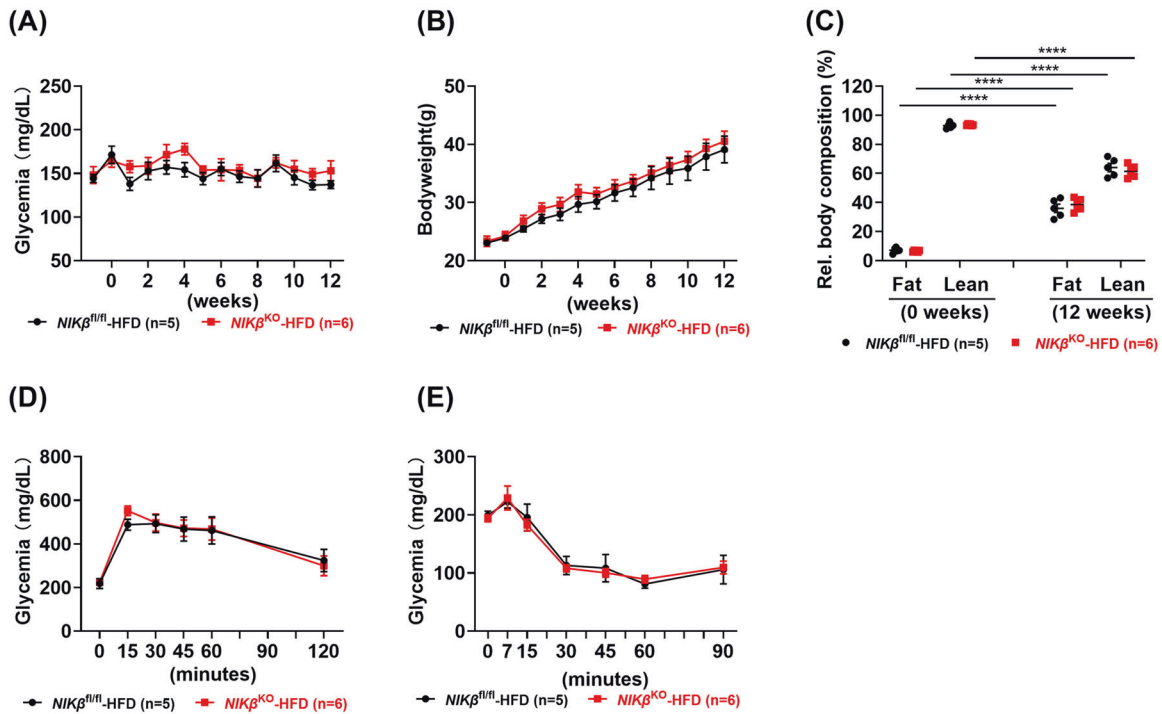 (A)
Glycemia (mg/dL)
250
200
150
100
50
0 2 4 6 8 10 12
(weeks)
NIKβfl/fl-HFD (n=5) NIKβKO-HFD (n=6)
(B)
Bodyweight(g)
50
40
30
20
0 2 4 6 8 10 12
(weeks)
NIKβfl/fl-HFD (n=5) NIKβKO-HFD (n=6)
(C)
Rel. body composition (%)
120
100
80
60
40
20
0
****
****
****
****
Fat Lean Fat Lean
(0 weeks) (12 weeks)
NIKβfl/fl-HFD (n=5) NIKβKO-HFD (n=6)
(D)
Glycemia (mg/dL)
800
600
400
200
0
0 15 30 45 60 90 120
(minutes)
NIKβfl/fl-HFD (n=5) NIKβKO-HFD (n=6)
(E)
Glycemia (mg/dL)
300
200
100
0
0 7 15 30 45 60 90
(minutes)
NIKβfl/fl-HFD (n=5) NIKβKO-HFD (n=6)